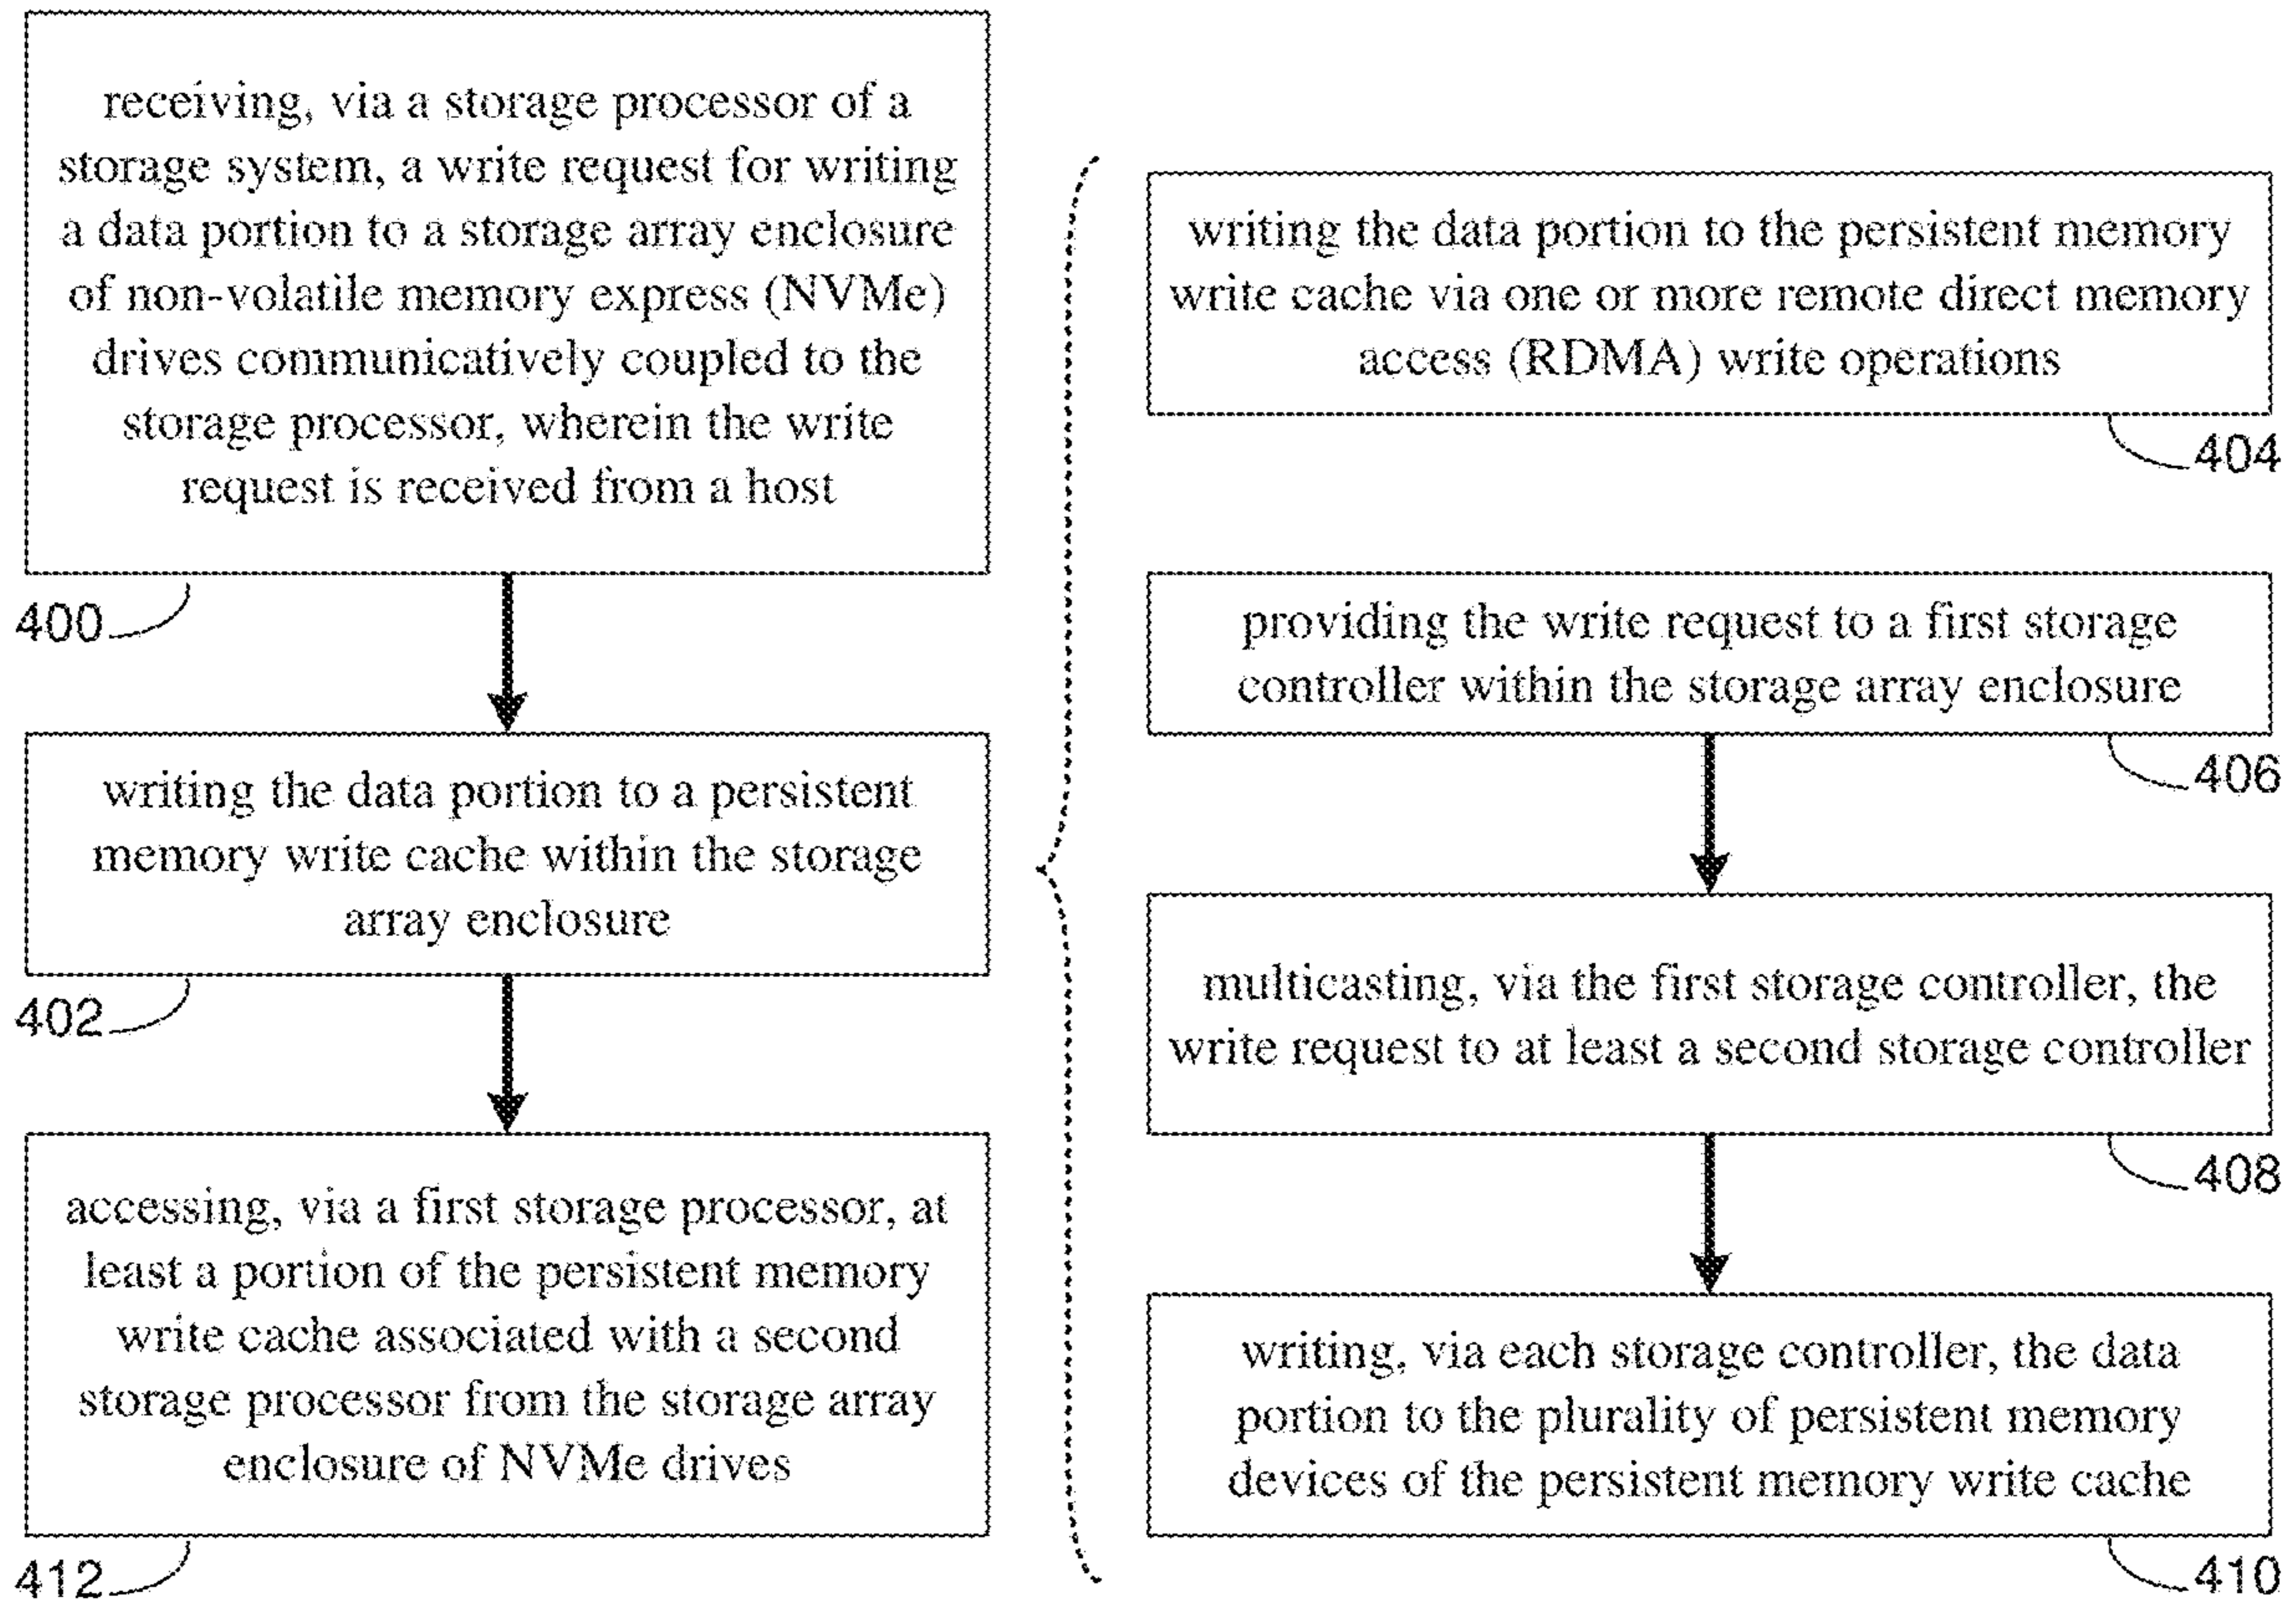 receiving, via a storage processor of a
storage system, a write request for writing
a data portion to a storage array enclosure
of non-volatile memory express (NVMe)
drives communicatively coupled to the
storage processor, wherein the write
request is received from a host
400
writing the data portion to a persistent
memory write cache within the storage
array enclosure
402
accessing, via a first storage processor, at
least a portion of the persistent memory
write cache associated with a second
storage processor from the storage array
enclosure of NVMe drives
412
writing the data portion to the persistent memory
write cache via one or more remote direct memory
access (RDMA) write operations
404
providing the write request to a first storage
controller within the storage array enclosure
406
multicasting, via the first storage controller, the
write request to at least a second storage controller
408
writing, via each storage controller, the data
portion to the plurality of persistent memory
devices of the persistent memory write cache
410